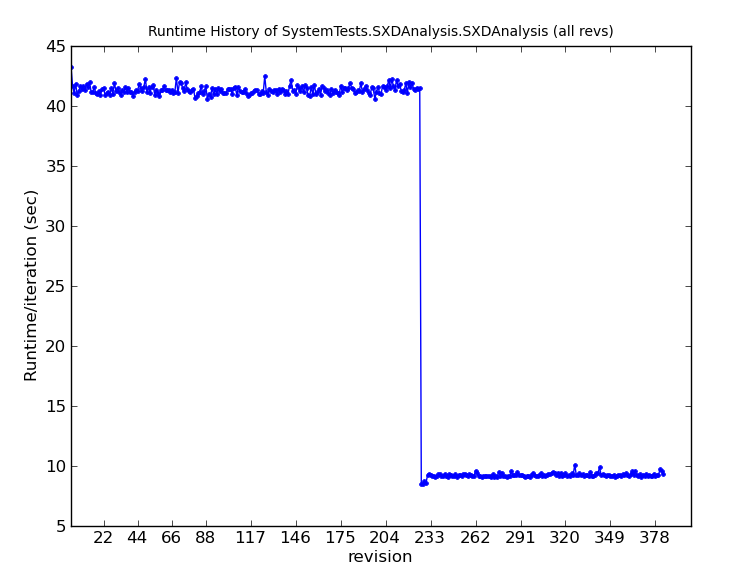 Runtime History of SystemTests.SXDAnalysis.SXDAnalysis (all revs)
45
40
35
30
25
20
15
10
5
Runtime/iteration (sec)
22 44 66 88 117 146 175 204 233 262 291 320 349 378
revision